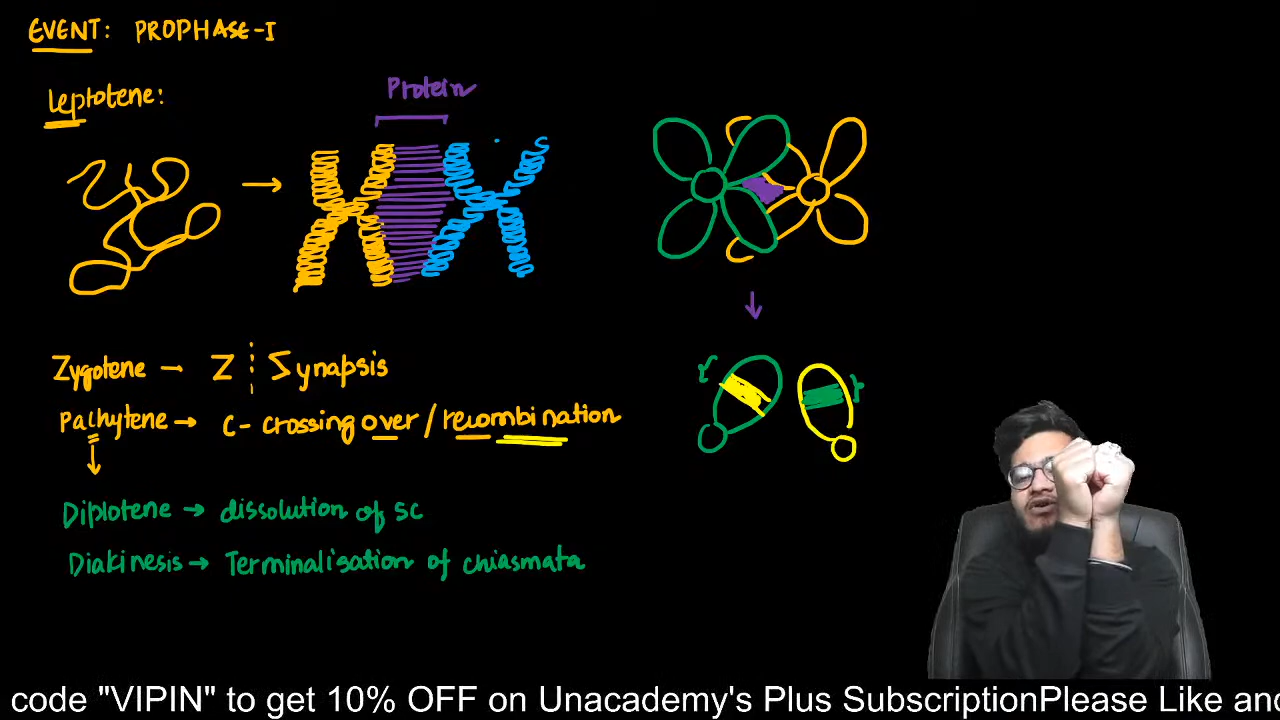 EVENT: PROPHASE-I
Leptotene:
Protein
Zygotene — Z Synapsis
Pachytene → C- crossing over / recombination
Diplotene → dissolution of SC
Diakinesis → Terminalisation of chiasmata
code "VIPIN" to get 10% OFF on Unacademy's Plus SubscriptionPlease Like and